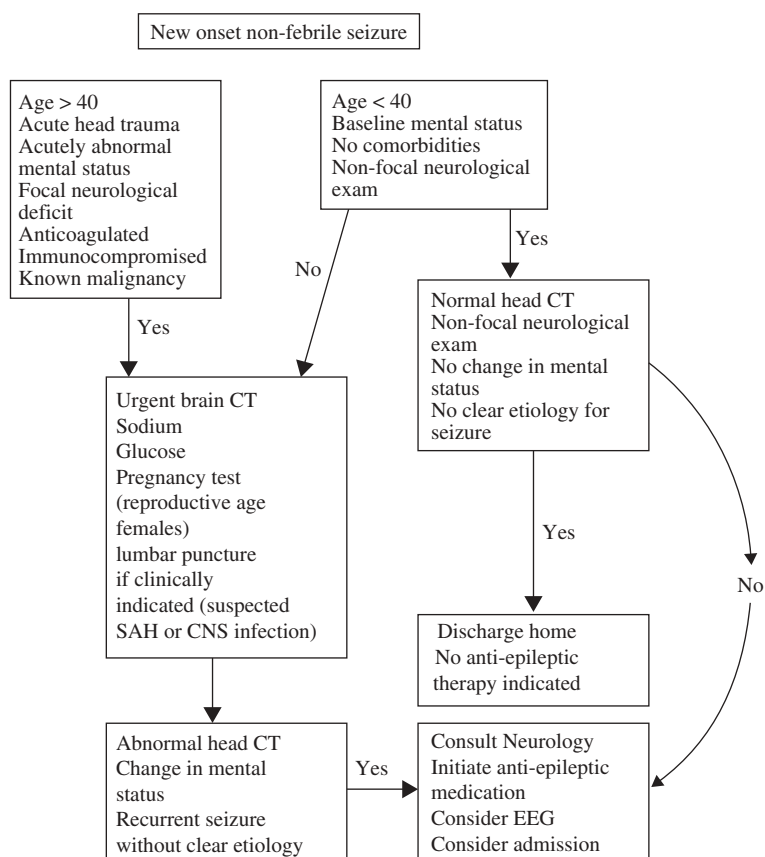 New onset non-febrile seizure
Age > 40
Acute head trauma
Acutely abnormal
mental status
Focal neurological
deficit
Anticoagulated
Immunocompromised
Known malignancy
Age < 40
Baseline mental status
No comorbidities
Non-focal neurological
exam
Yes
No
Yes
Normal head CT
Non-focal neurological
exam
No change in mental
status
No clear etiology for
seizure
Urgent brain CT
Sodium
Glucose
Pregnancy test
(reproductive age
females)
lumbar puncture
if clinically
indicated (suspected
SAH or CNS infection)
Yes
No
Discharge home
No anti-epileptic
therapy indicated
Abnormal head CT
Change in mental
status
Recurrent seizure
without clear etiology
Yes
Consult Neurology
Initiate anti-epileptic
medication
Consider EEG
Consider admission